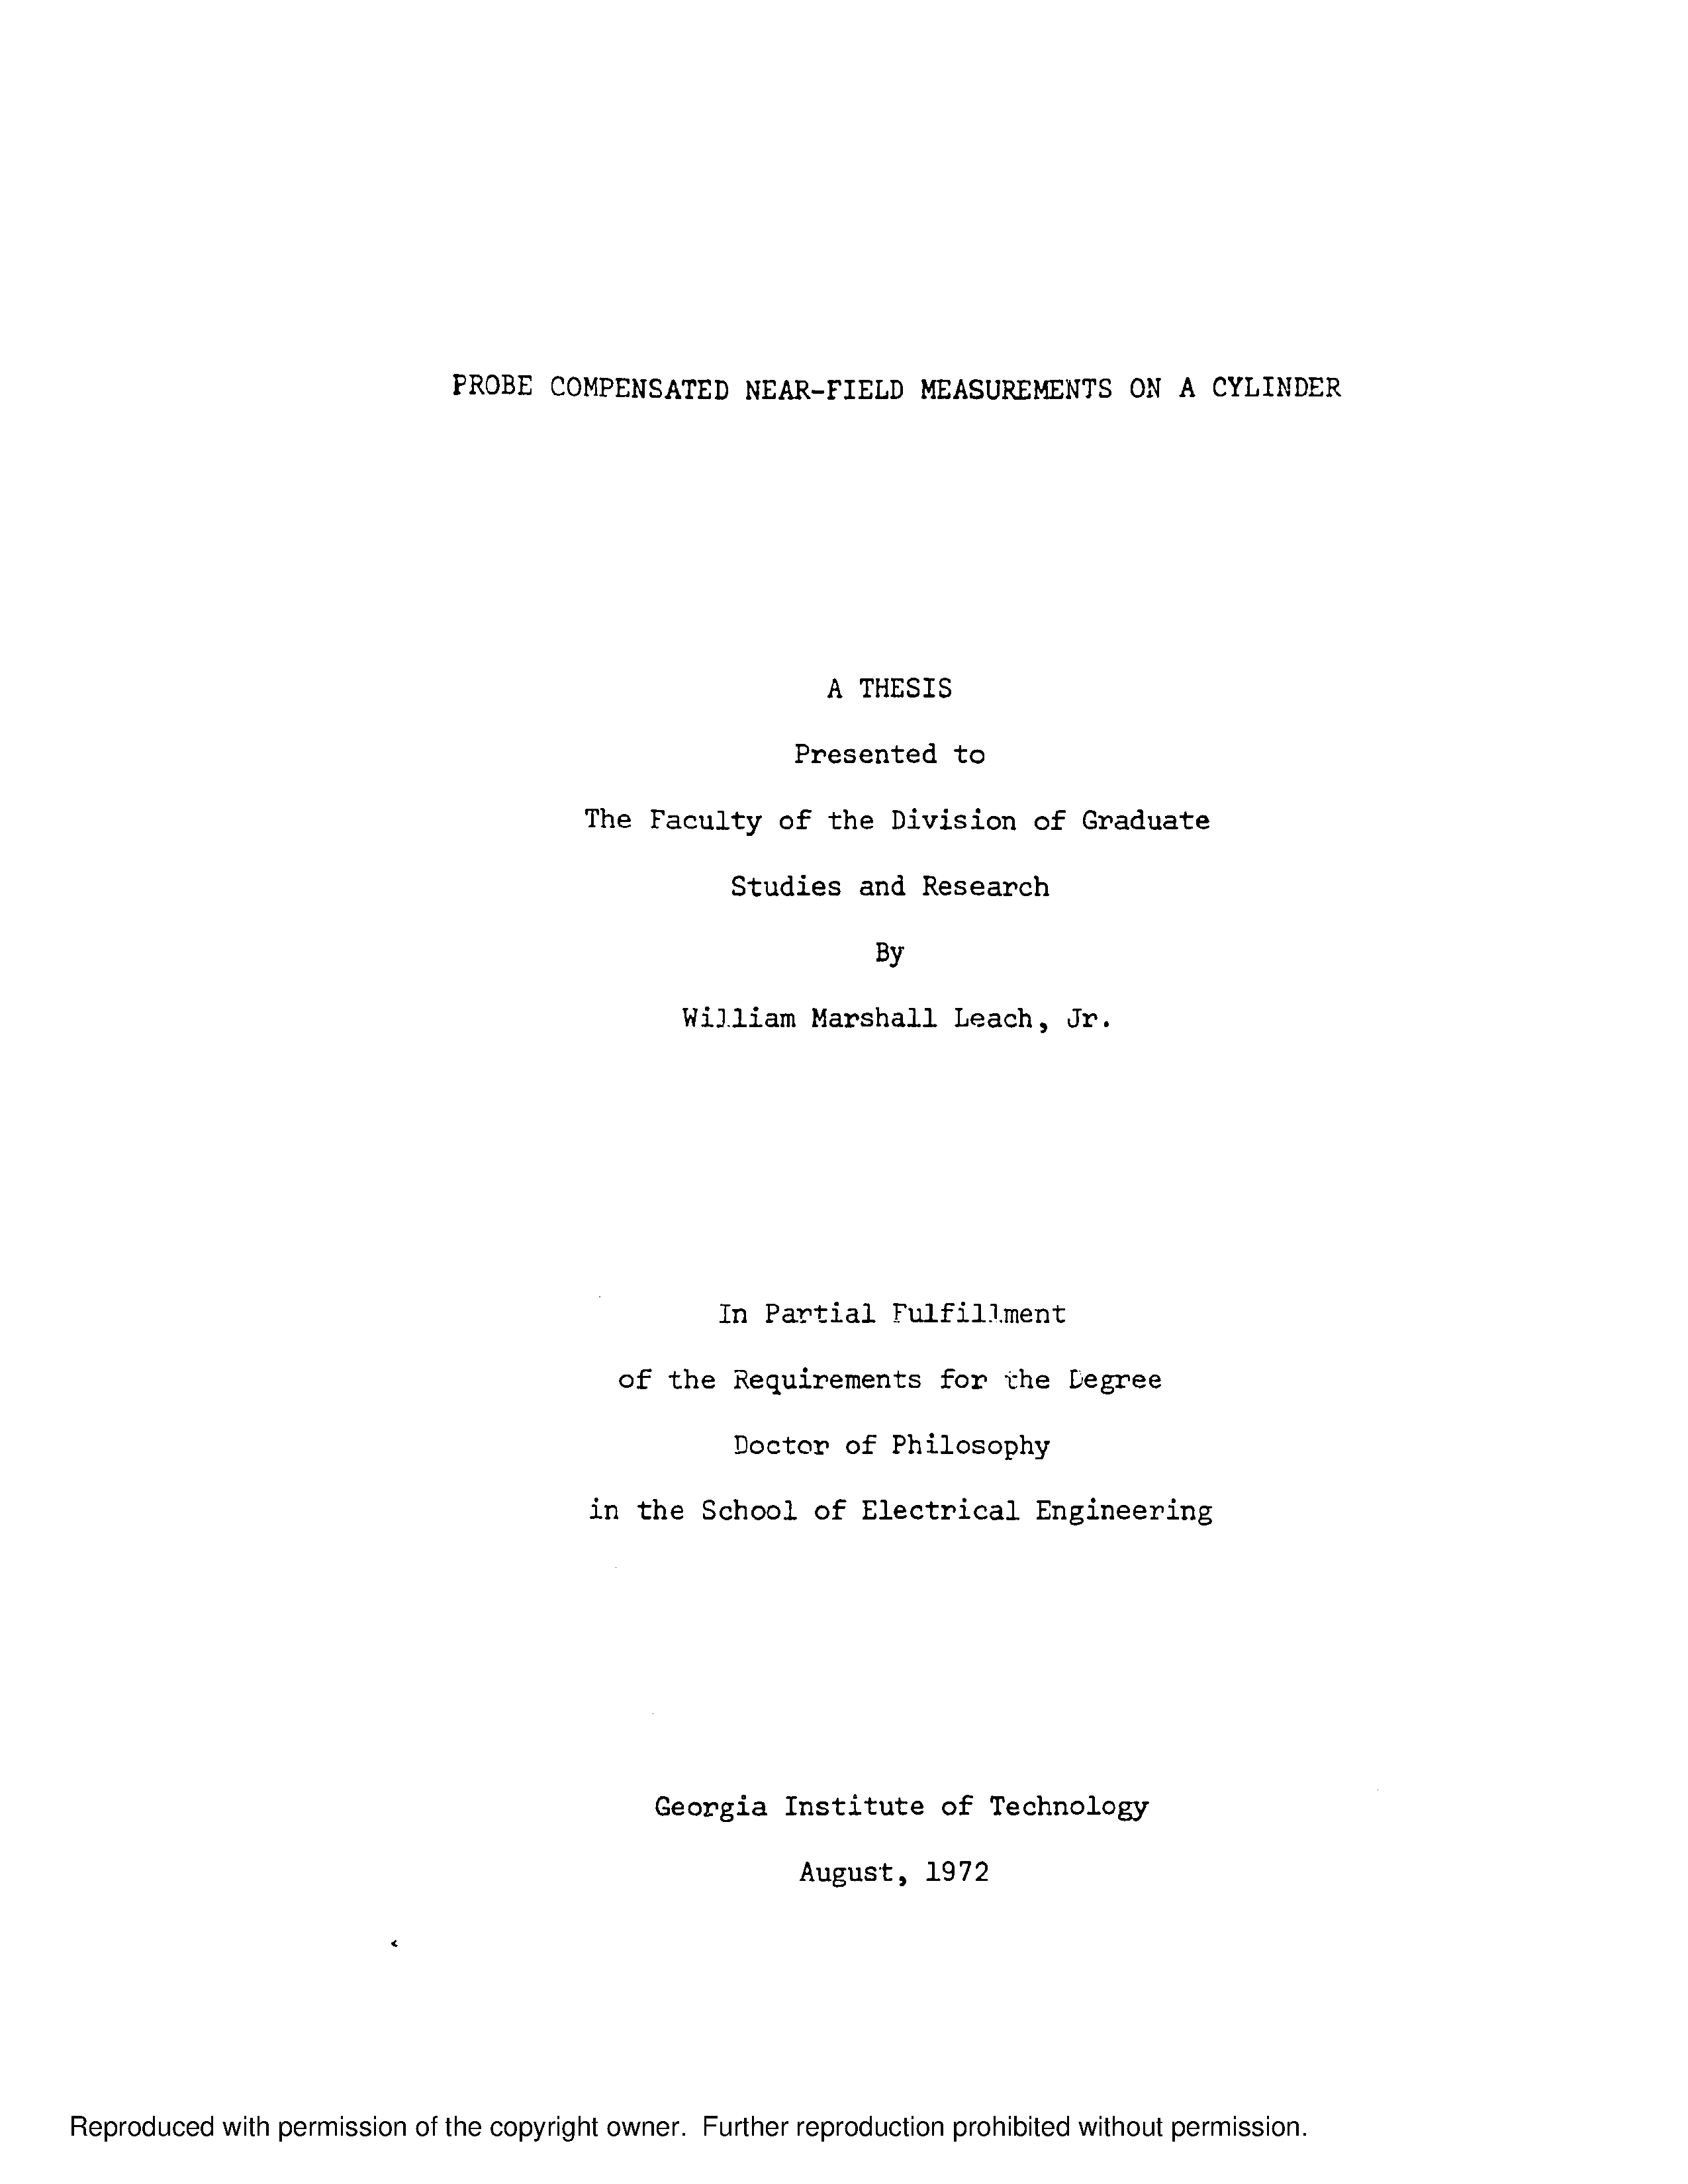 PROBE COMPENSATED NEAR-FIELD MEASUREMENTS ON A CYLINDER
A THESIS
Presented to
The Faculty of the Division of Graduate
Studies and Research
By
William Marshall Leach, Jr.
In Partial Fulfillment
of the Requirements for the Degree
Doctor of Philosophy
in the School of Electrical Engineering
Georgia Institute of Technology
August, 1972
Reproduced with permission of the copyright owner. Further reproduction prohibited without permission.